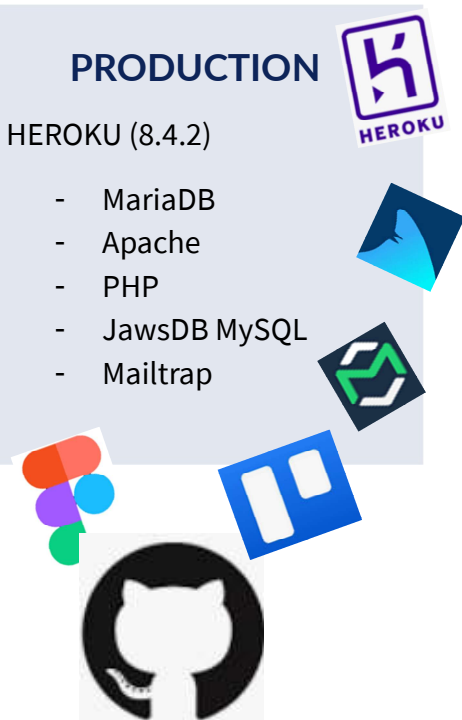 PRODUCTION
HEROKU
HEROKU (8.4.2)
- MariaDB
- Apache
- PHP
- JawsDB MySQL
- Mailtrap